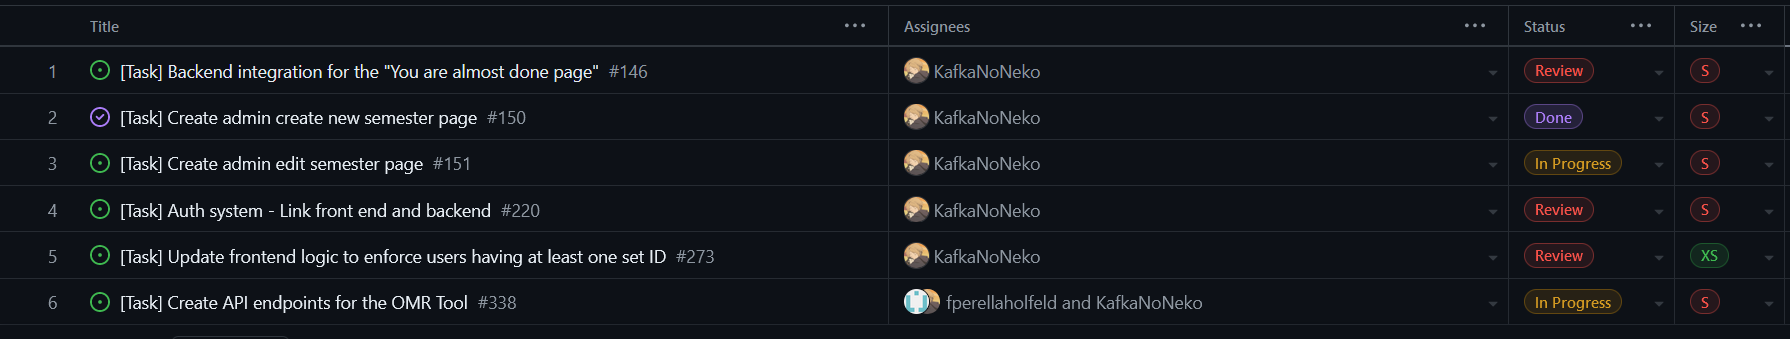 Title ... Assignees ... Status ... Size ...
1 [Task] Backend integration for the "You are almost done page" #146 KafkaNoNeko Review S
2 [Task] Create admin create new semester page #150 KafkaNoNeko Done S
3 [Task] Create admin edit semester page #151 KafkaNoNeko In Progress S
4 [Task] Auth system - Link front end and backend #220 KafkaNoNeko Review S
5 [Task] Update frontend logic to enforce users having at least one set ID #273 KafkaNoNeko Review XS
6 [Task] Create API endpoints for the OMR Tool #338 fperellaholfeld and KafkaNoNeko In Progress S